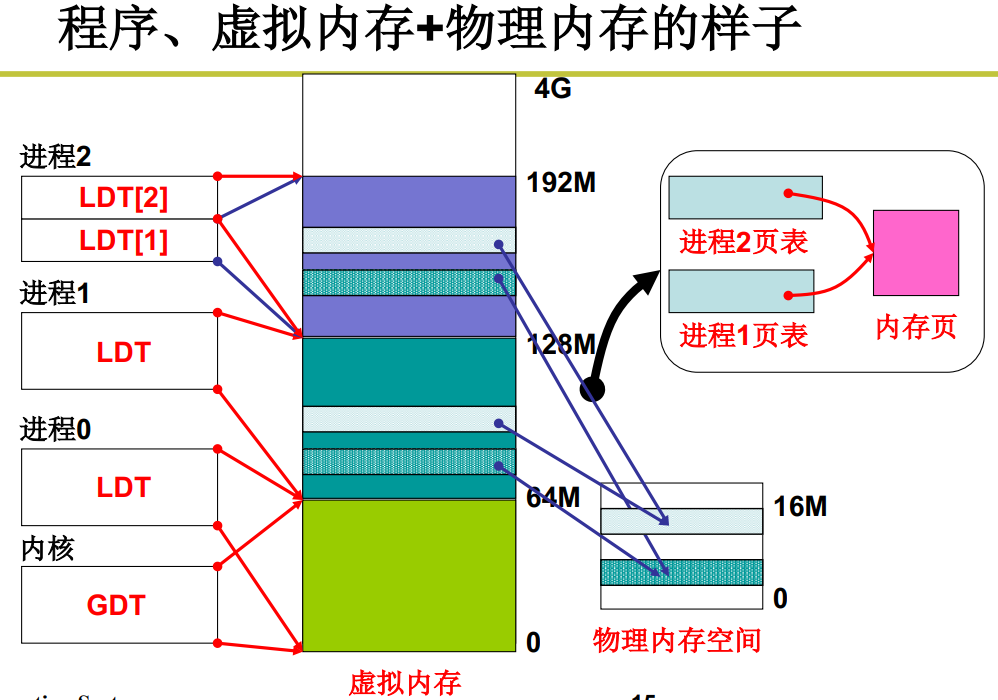 程序、虚拟内存+物理内存的样子
4G
进程2
LDT[2]
LDT[1]
192M
进程1
LDT
128M
进程0
LDT
64M
内核
GDT
0
虚拟内存
进程2页表
进程1页表
内存页
16M
0
物理内存空间
15